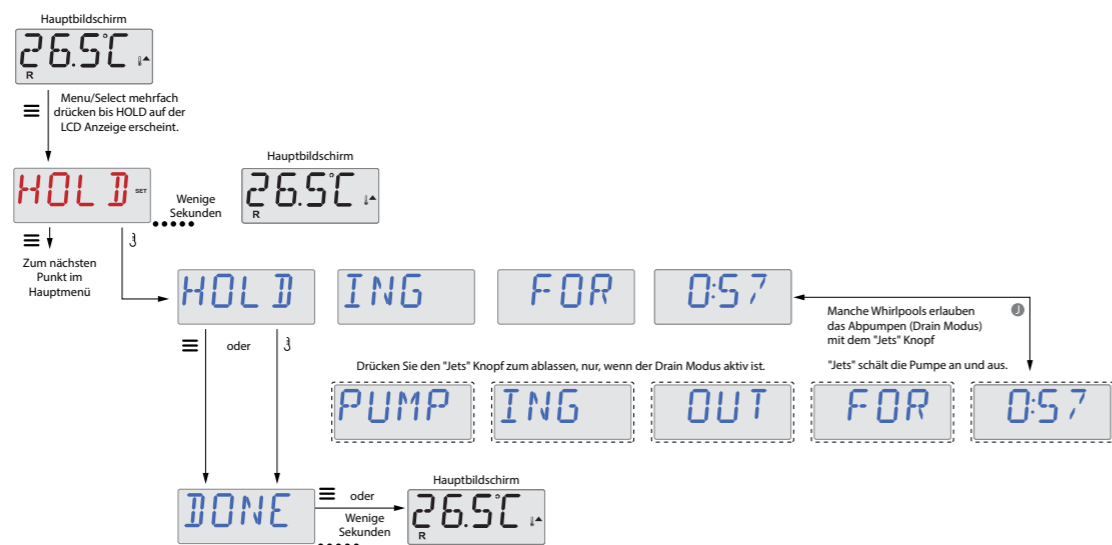 Hauptbildschirm
26.5°C
R
Menu/Select mehrfach
drücken bis HOLD auf der
LCD Anzeige erscheint.
HOLD SET
Wenige
Sekunden
Hauptbildschirm
26.5°C
R
Zum nächsten
Punkt im
Hauptmenü
HOLD ING FOR 0:57
Manche Whirlpools erlauben
das Abpumpen (Drain Modus)
mit dem "Jets" Knopf
J
oder
Drücken Sie den "Jets" Knopf zum ablassen, nur, wenn der Drain Modus aktiv ist.
"Jets" schält die Pumpe an und aus.
PUMP ING OUT FOR 0:57
DONE
oder
Wenige
Sekunden
Hauptbildschirm
26.5°C
R